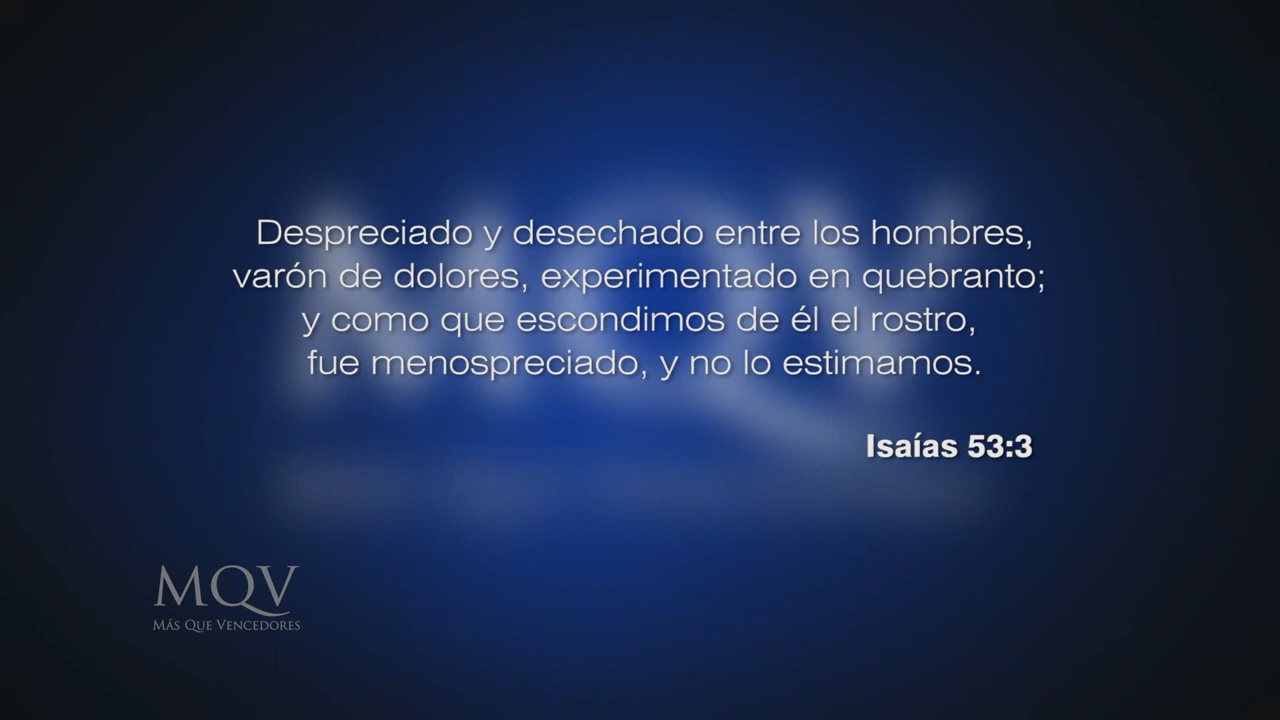 Despreciado y desechado entre los hombres,
varón de dolores, experimentado en quebranto;
y como que escondimos de él el rostro,
fue menospreciado, y no lo estimamos.
Isaías 53:3
MQV
MÁS QUE VENCEDORES